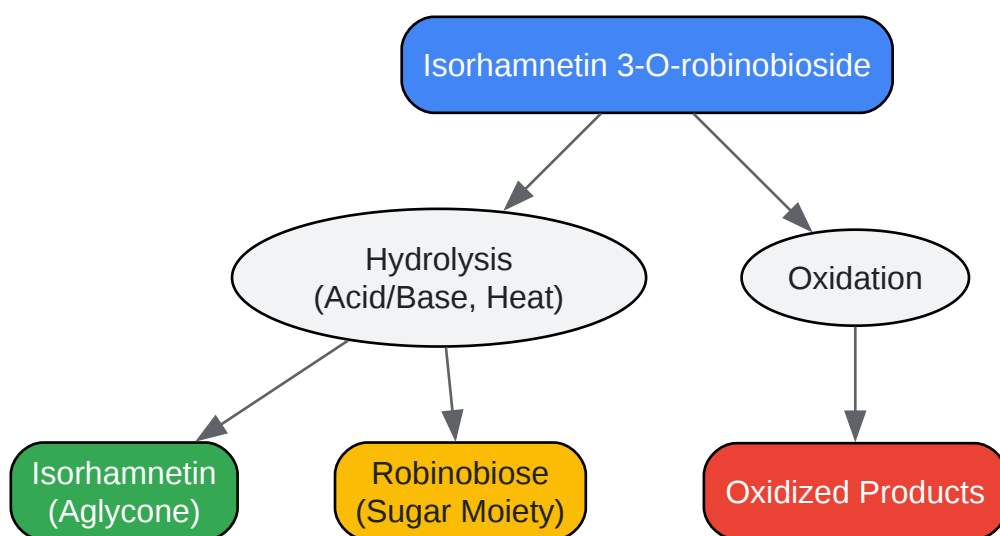 Isorhamnetin 3-O-robinobioside
Hydrolysis
(Acid/Base, Heat)
Oxidation
Isorhamnetin
(Aglycone)
Robinobiose
(Sugar Moiety)
Oxidized Products